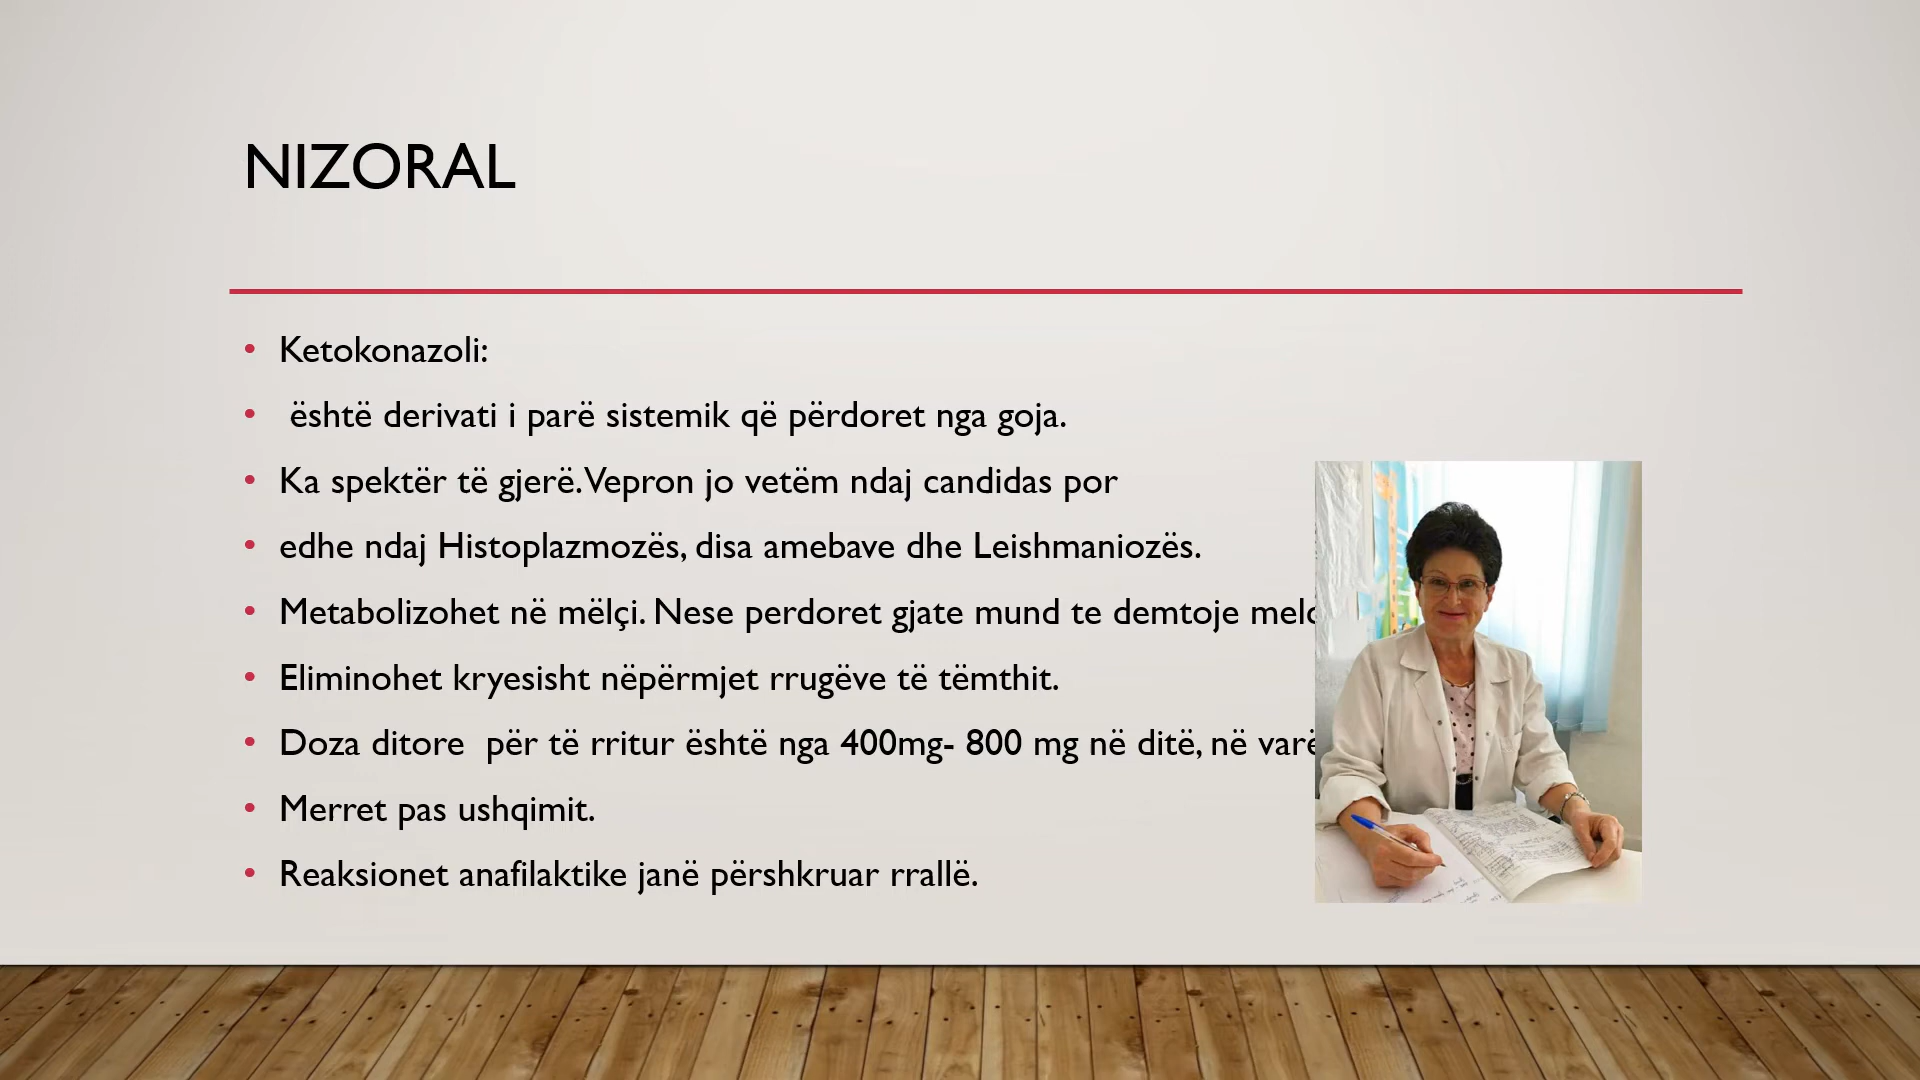 NIZORAL
Ketokonazoli:
është derivati i parë sistemik që përdoret nga goja.
Ka spektër të gjerë. Vepron jo vetëm ndaj candidas por
edhe ndaj Histoplazmozës, disa amebave dhe Leishmaniozës.
Metabolizohet në mëlçi. Nese perdoret gjate mund te demtoje
Eliminohet kryesisht nëpërmjet rrugëve të tëmthit.
Doza ditore për të rritur është nga 400mg- 800 mg në ditë, në
Merret pas ushqimit.
Reaksionet anafilaktike janë përshkruar rrallë.